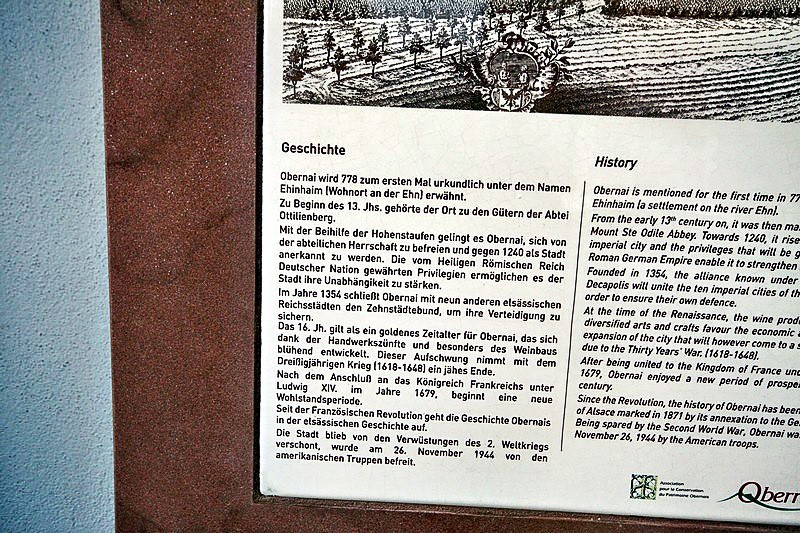 Geschichte
Obernai wird 778 zum ersten Mal urkundlich unter dem Namen
Ehinhaim (Wohnort an der Ehn) erwähnt.
Zu Beginn des 13. Jhs. gehörte der Ort zu den Gütern der Abtei
Ottilienberg.
Mit der Beihilfe der Hohenstaufen gelingt es Obernai, sich von
der abteilichen Herrschaft zu befreien und gegen 1240 als Stadt
anerkannt zu werden. Die vom Heiligen Römischen Reich
Deutscher Nation gewährten Privilegien ermöglichen es der
Stadt ihre Unabhängigkeit zu stärken.
Im Jahre 1354 schließt Obernai mit neun anderen elsässischen
Reichsstädten den Zehnstädtebund, um ihre Verteidigung zu
sichern.
Das 16. Jh. gilt als ein goldenes Zeitalter für Obernai, das sich
dank der Handwerkszünfte und besonders des Weinbaus
blühend entwickelt. Dieser Aufschwung nimmt mit dem
Dreißigjährigen Krieg (1618-1648) ein jähes Ende.
Nach dem Anschluß an das Königreich Frankreichs unter
Ludwig XIV. im Jahre 1679, beginnt eine neue
Wohlstandsperiode.
Seit der Französischen Revolution geht die Geschichte Obernais
in der elsässischen Geschichte auf.
Die Stadt blieb von den Verwüstungen des 2. Weltkriegs
verschont, wurde am 26. November 1944 von den
amerikanischen Truppen befreit.
History
Obernai is mentioned for the first time in 77
Ehinhaim (a settlement on the river Ehn).
From the early 13th century on, it was then ma
Mount Ste Odile Abbey. Towards 1240, it rise
imperial city and the privileges that will be g
Roman German Empire enable it to strengthen
Founded in 1354, the alliance known under
Decapolis will unite the ten imperial cities of th
order to ensure their own defence.
At the time of the Renaissance, the wine prod
diversified arts and crafts favour the economic a
expansion of the city that will however come to a s
due to the Thirty Years' War. (1618-1648).
After being united to the Kingdom of France und
1679, Obernai enjoyed a new period of prospe
century.
Since the Revolution, the history of Obernai has been
of Alsace marked in 1871 by its annexation to the Ge
Being spared by the Second World War, Obernai wa
November 26, 1944 by the American troops.
Association
pour la Conservation
du Patrimoine Obernois
Obern